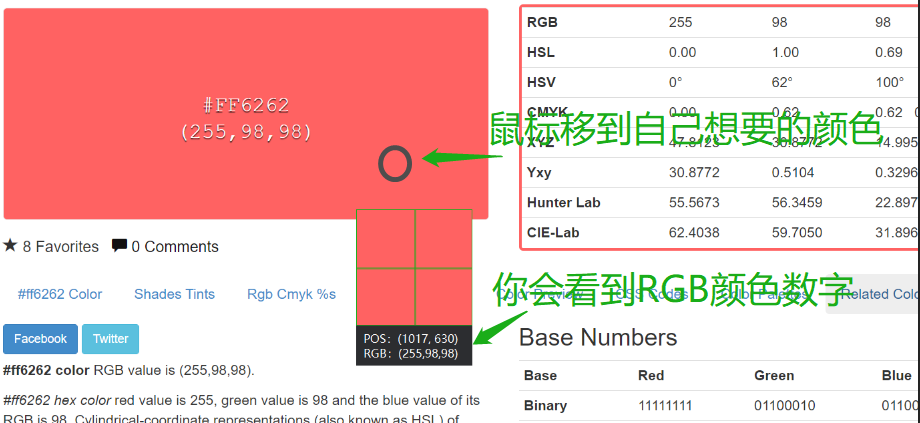 #FF6262
(255,98,98)
RGB 255 98 98
HSL 0.00 1.00 0.69
HSV 0° 62° 100°
CMYK 0.00 0.62 0.62 0
鼠标移到自己想要的颜色
XYZ 47.8123 30.8772 14.995
Yxy 30.8772 0.5104 0.3296
Hunter Lab 55.5673 56.3459 22.897
CIE-Lab 62.4038 59.7050 31.896
8 Favorites 0 Comments
你会看到RGB颜色数字
#ff6262 Color Shades Tints Rgb Cmyk %s Color Preview CSS Codes Color Palettes Related Colo
Facebook Twitter
POS: (1017, 630)
RGB: (255,98,98)
#ff6262 color RGB value is (255,98,98).
#ff6262 hex color red value is 255, green value is 98 and the blue value of its
RGB is 98. Cylindrical-coordinate representations (also known as HSL) of
Base Numbers
Base Red Green Blue
Binary 11111111 01100010 01100